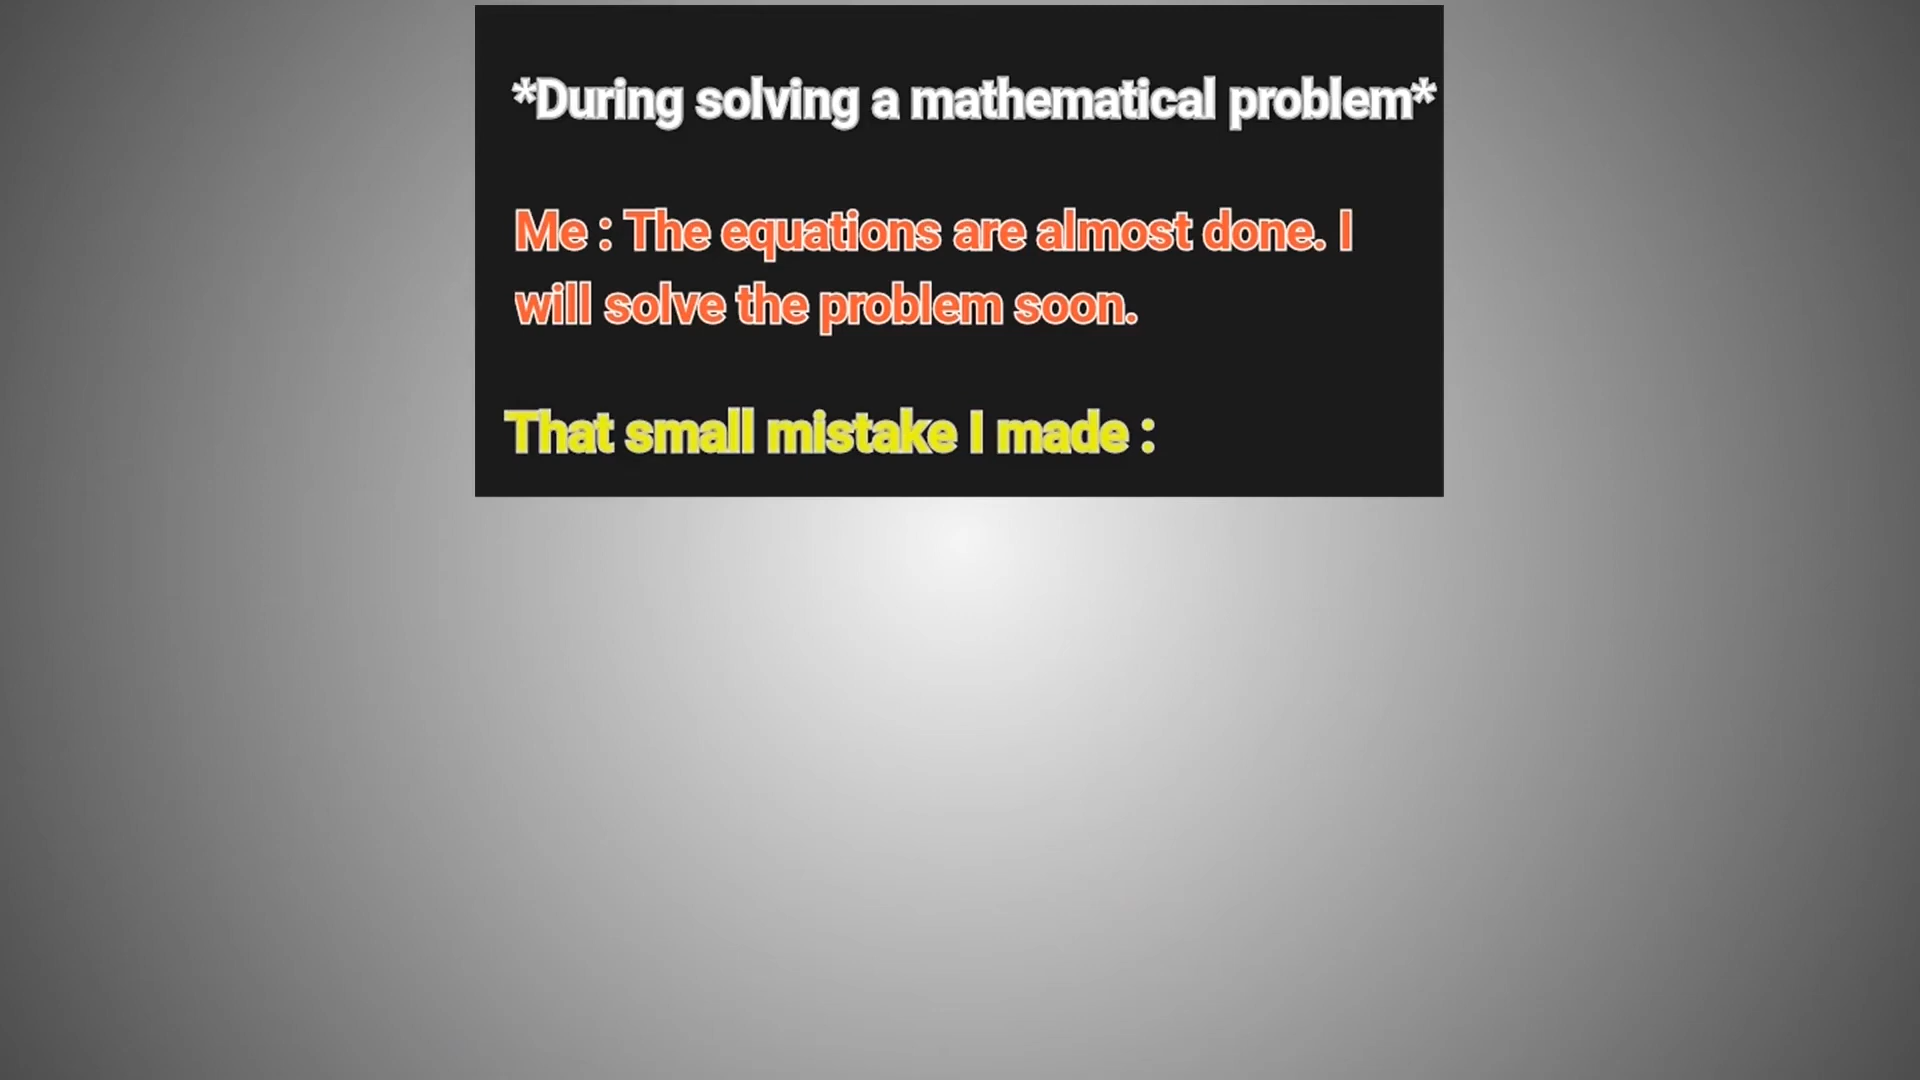 *During solving a mathematical problem*
Me : The equations are almost done. I
will solve the problem soon.
That small mistake I made :